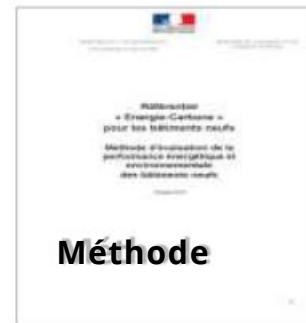 Référentiel
« Energie-Carbone »
pour les bâtiments neufs
Méthode d'évaluation de la
performance énergétique et
environnementale
des bâtiments neufs
Méthode